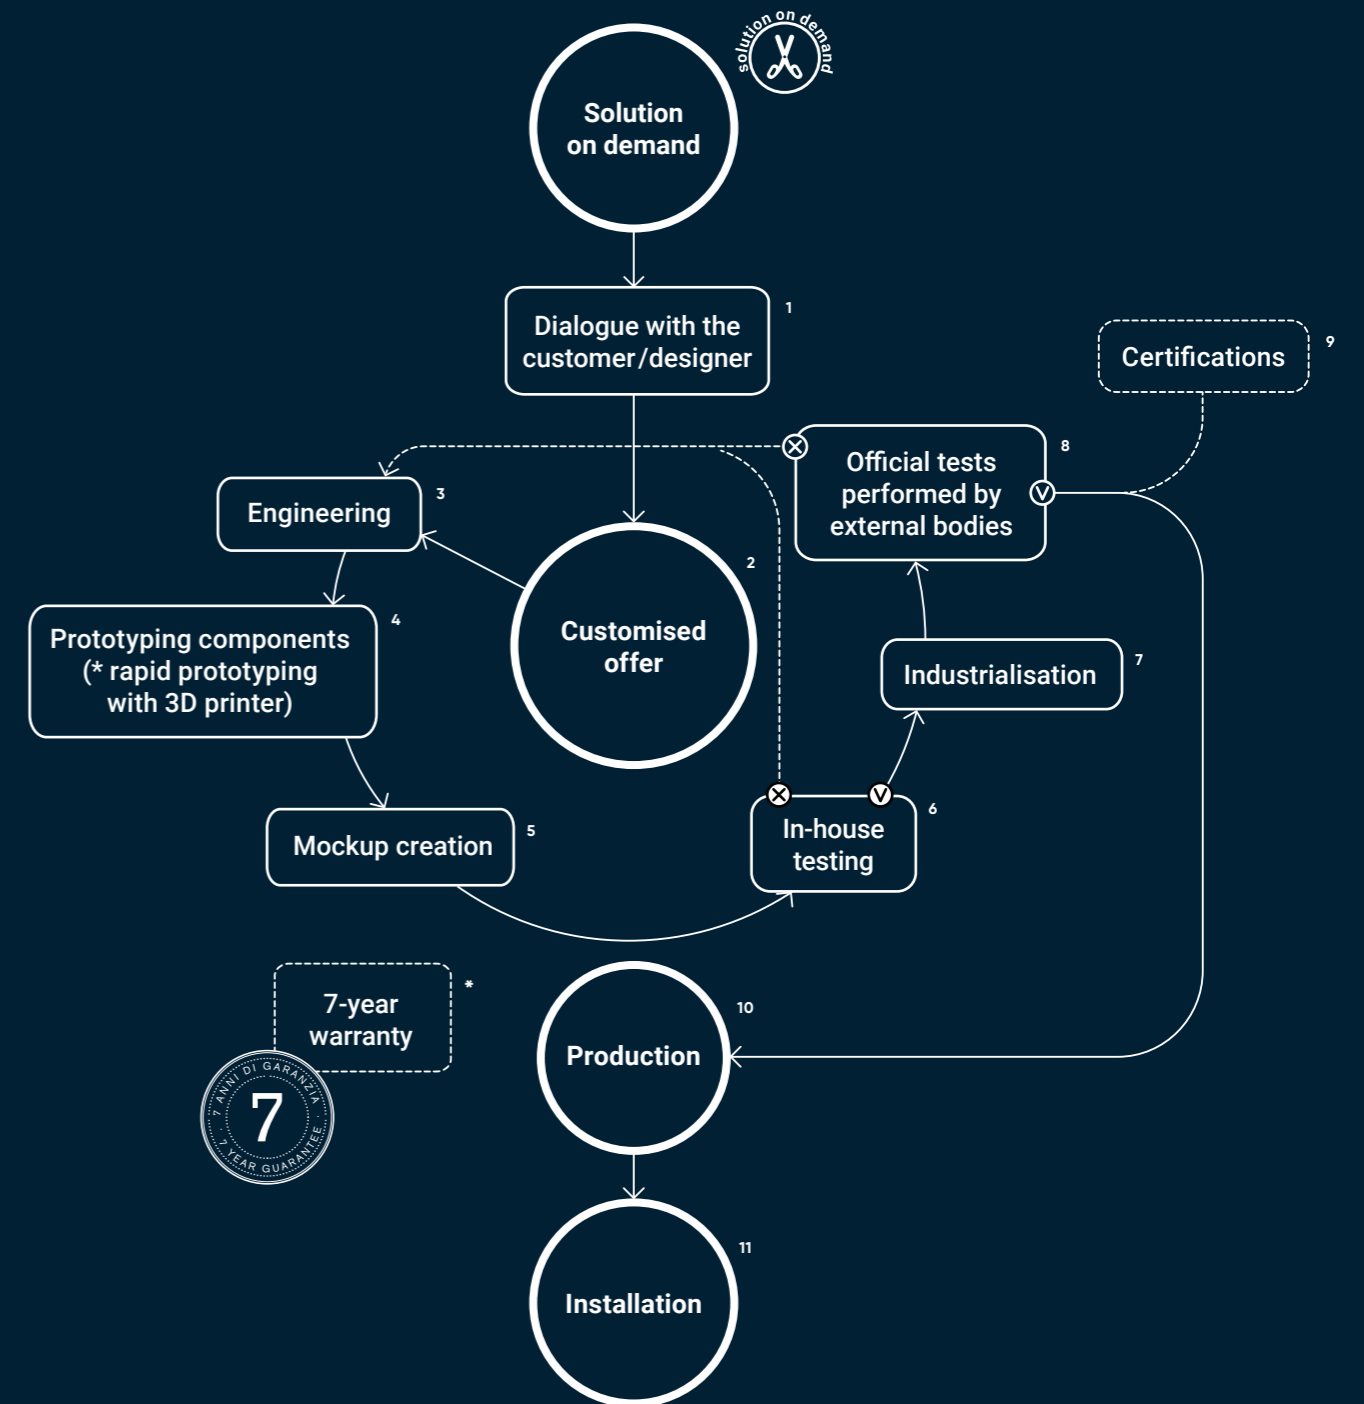 solution on demand
Solution
on demand
1
Dialogue with the
customer/designer
Certifications
9
Official tests
performed by
external bodies
8
Engineering
3
Customised
offer
2
Prototyping components
(* rapid prototyping
with 3D printer)
4
Industrialisation
7
Mockup creation
5
In-house
testing
6
7-year
warranty
*
7 ANNI DI GARANZIA
7
7 YEAR GUARANTEE
Production
10
Installation
11